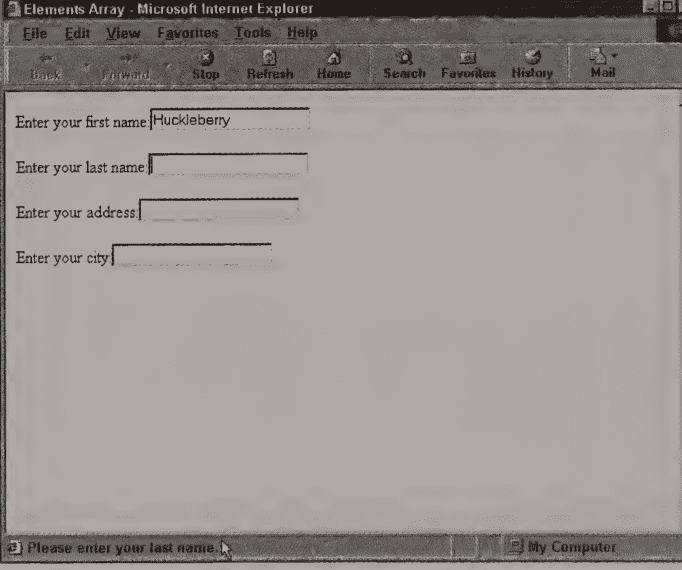 Elements Array - Microsoft Internet Explorer
File Edit View Favorites Tools Help
Back Forward Stop Refresh Home Search Favorites History Mail
Enter your first name: Huckleberry
Enter your last name:
Enter your address:
Enter your city:
Please enter your last name. My Computer